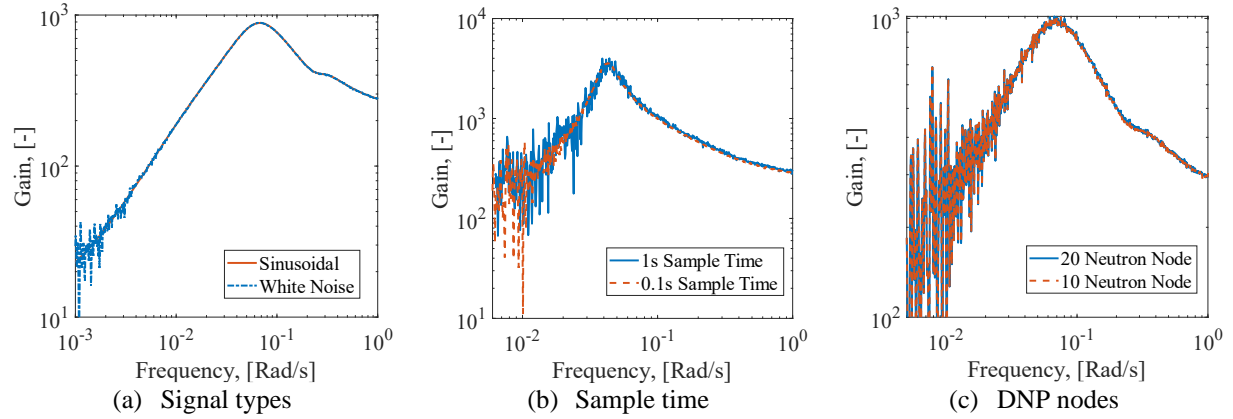 10^3
10^2
10^1
Gain, [-]
Sinusoidal
White Noise
10^-3
10^-2
10^-1
10^0
Frequency, [Rad/s]
(a) Signal types
10^4
10^3
10^2
10^1
Gain, [-]
1s Sample Time
0.1s Sample Time
10^-2
10^-1
10^0
Frequency, [Rad/s]
(b) Sample time
10^3
10^2
Gain, [-]
20 Neutron Node
10 Neutron Node
10^-2
10^-1
10^0
Frequency, [Rad/s]
(c) DNP nodes